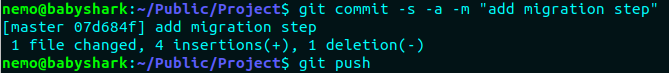 nemo@babyshark:~/Public/Project$ git commit -s -a -m "add migration step"
[master 07d684f] add migration step
 1 file changed, 4 insertions(+), 1 deletion(-)
nemo@babyshark:~/Public/Project$ git push